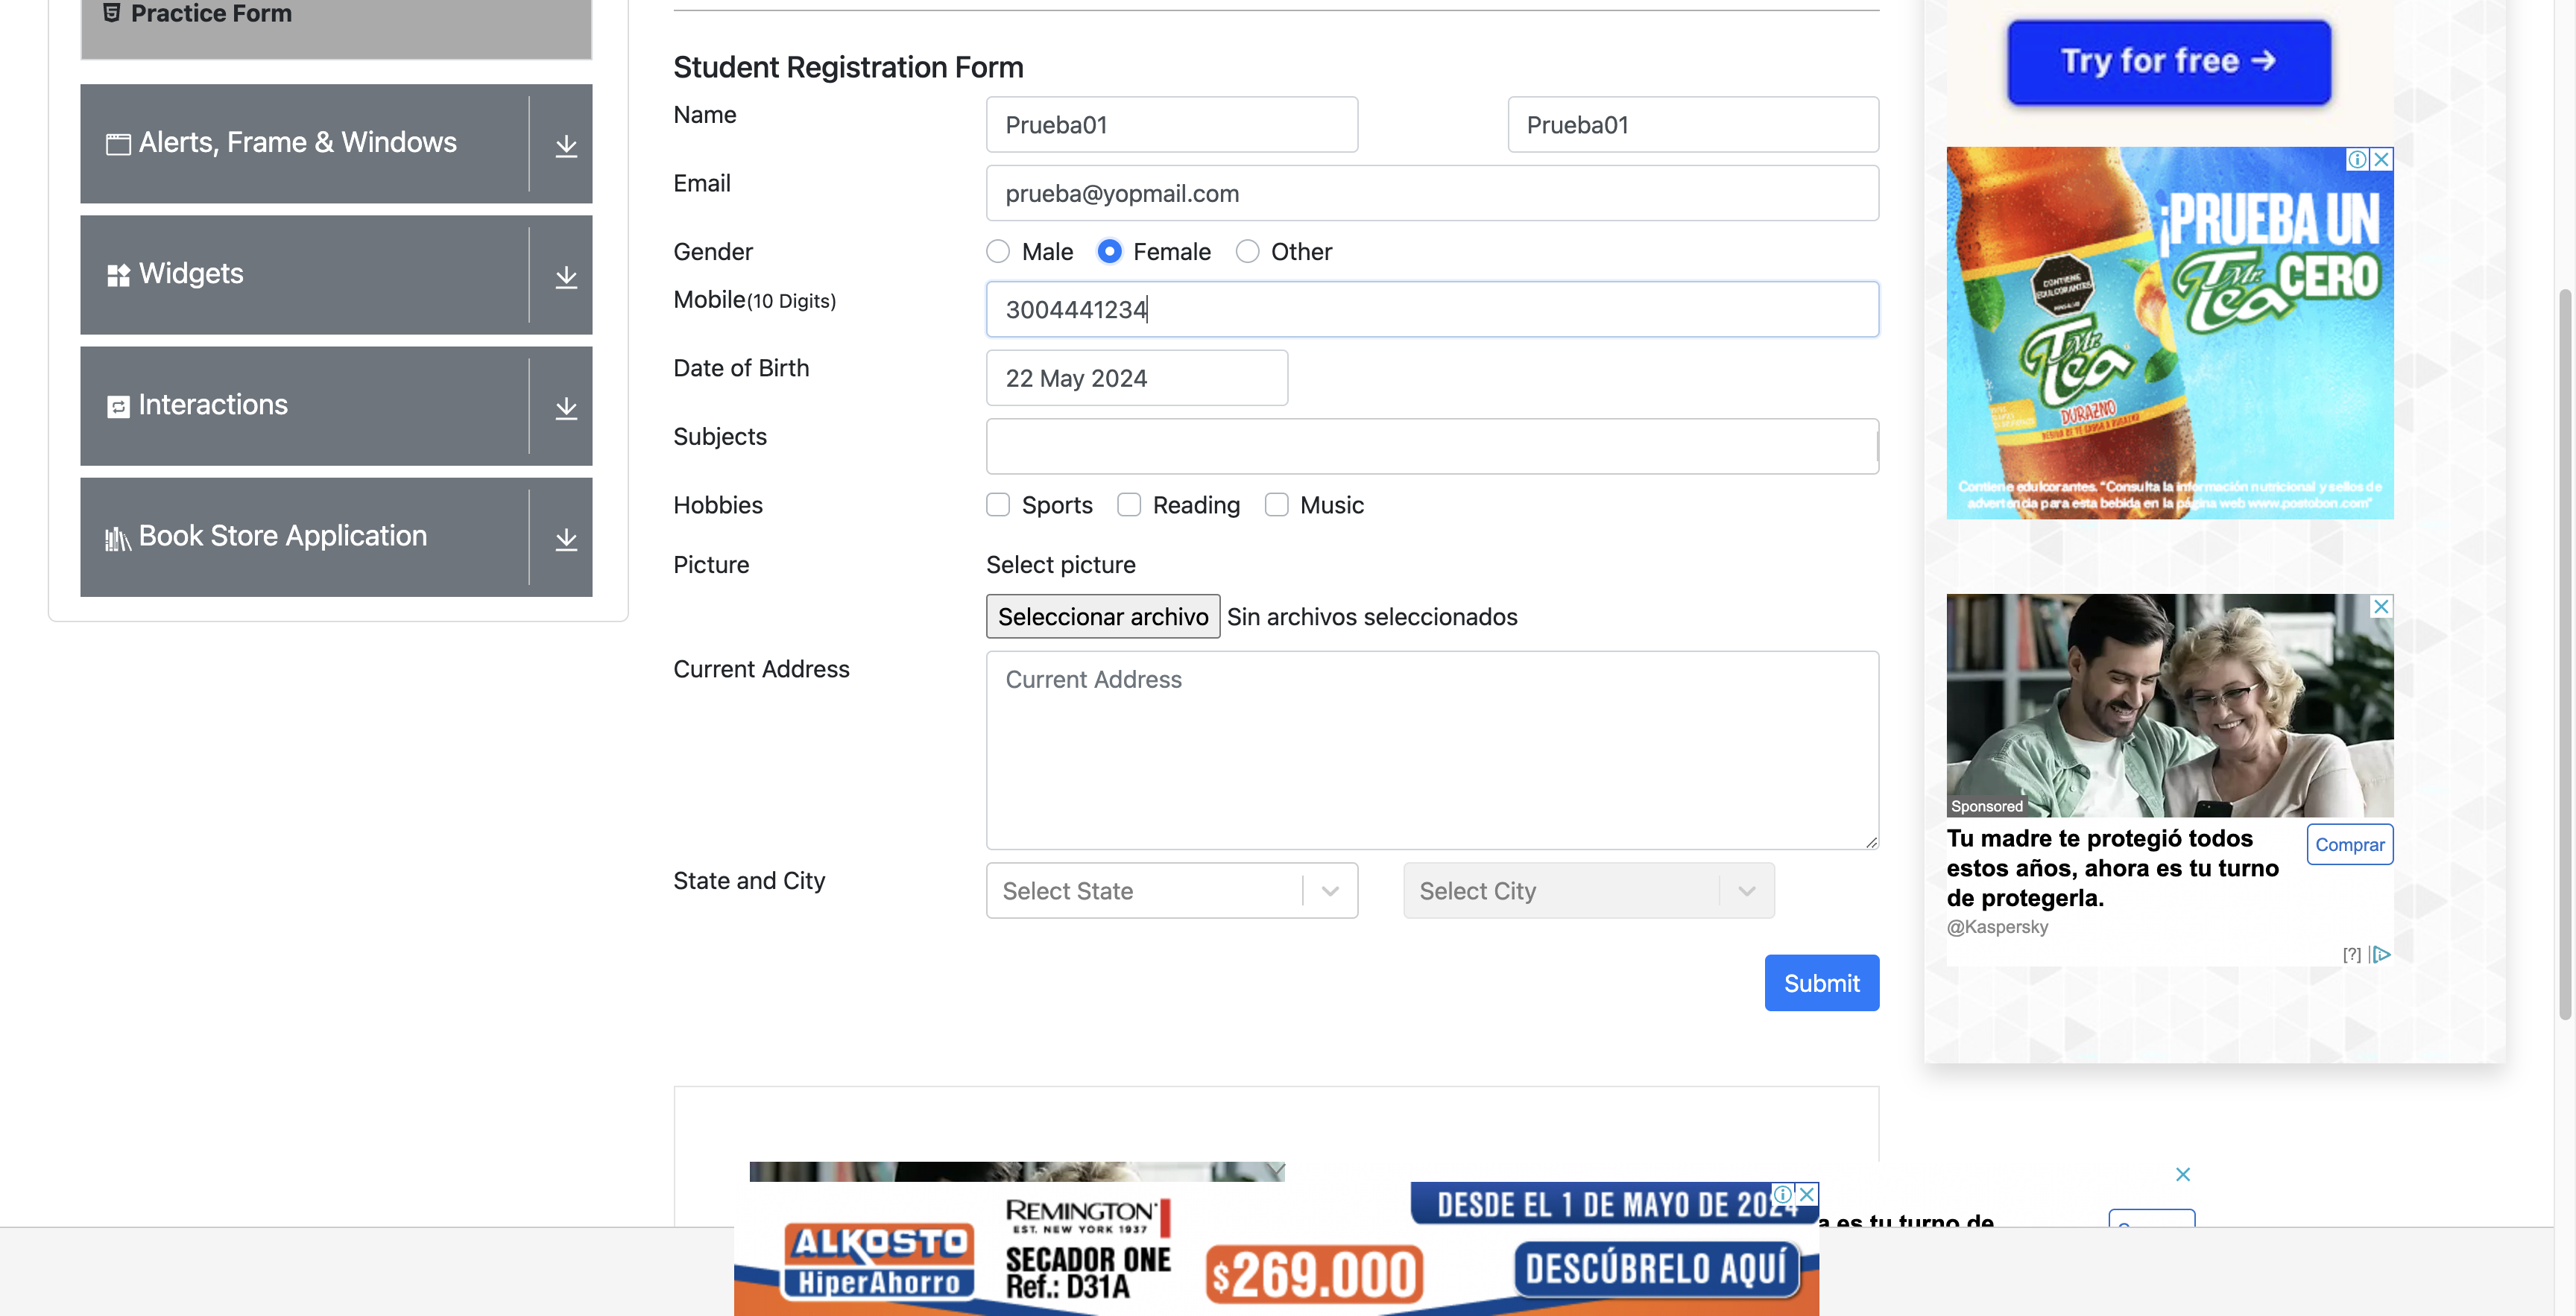 Practice Form
Alerts, Frame & Windows
Widgets
Interactions
Book Store Application
Student Registration Form
Name
Prueba01
Prueba01
Email
prueba@yopmail.com
Gender
Male
Female
Other
Mobile(10 Digits)
3004441234
Date of Birth
22 May 2024
Subjects
Hobbies
Sports
Reading
Music
Picture
Select picture
Seleccionar archivo Sin archivos seleccionados
Current Address
Current Address
State and City
Select State
Select City
Submit
Try for free →
¡PRUEBA UN
Mr. Tea CERO
CONTIENE
EDULCORANTES
Mr.
Tea
DURAZNO
Contiene edulcorantes. "Consulta la información nutricional y sellos de
advertencia para esta bebida en la página web www.postobon.com"
Sponsored
Tu madre te protegió todos
estos años, ahora es tu turno
de protegerla.
Comprar
@Kaspersky
[?]
ALKOSTO
HiperAhorro
REMINGTON
EST. NEW YORK 1937
SECADOR ONE
Ref.: D31A
$269.000
DESDE EL 1 DE MAYO DE 2024
DESCÚBRELO AQUÍ
a es tu turno de